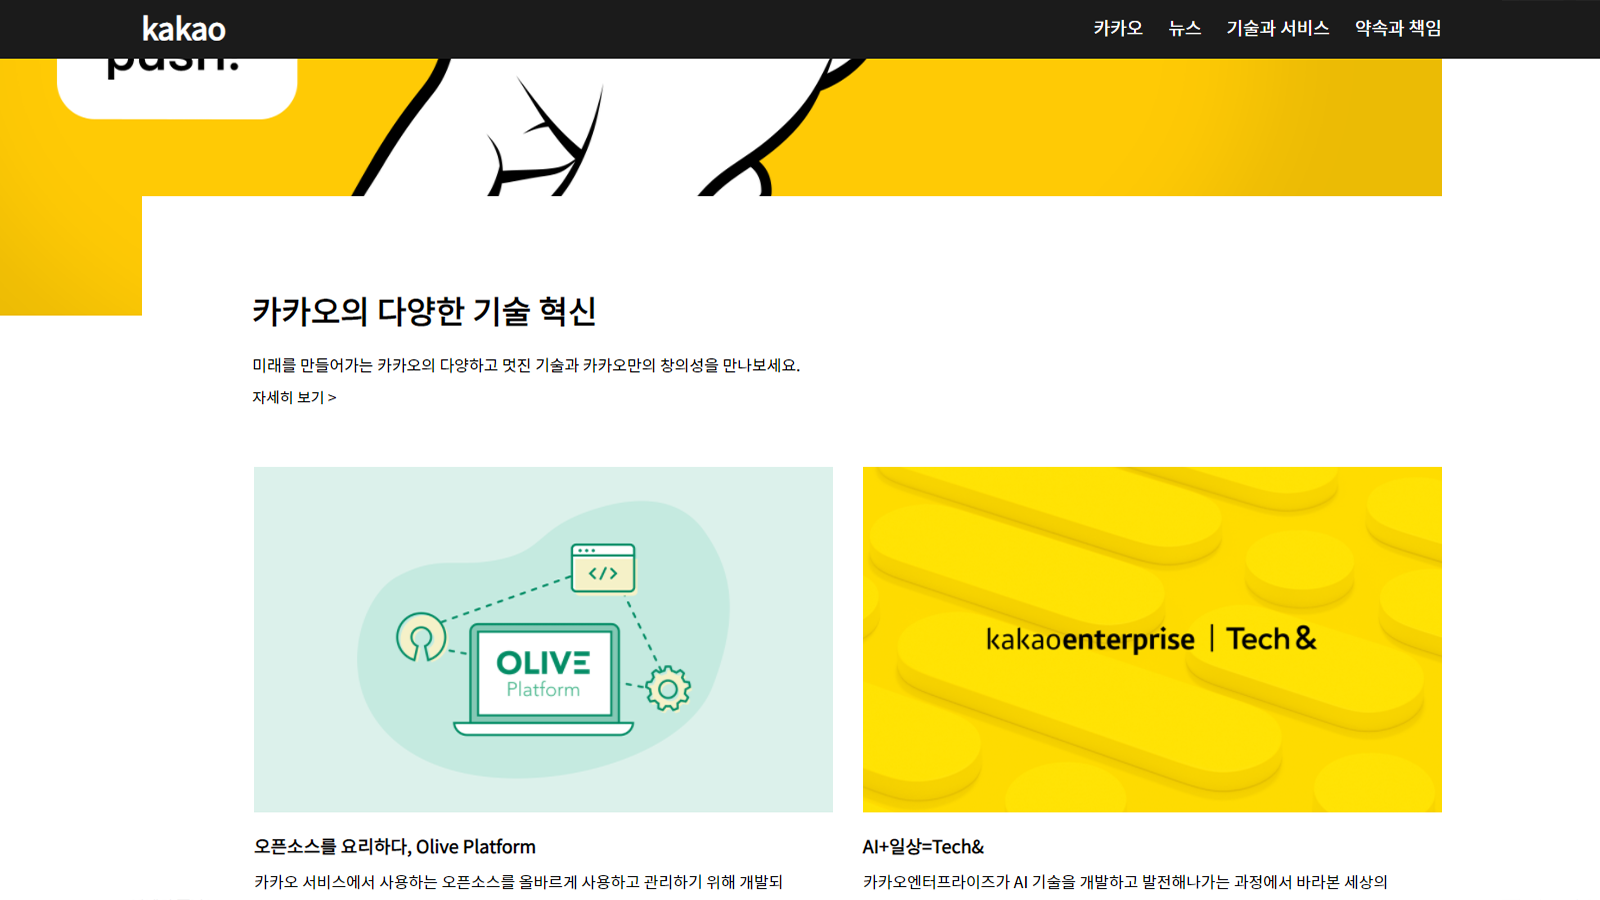 kakao
카카오 뉴스 기술과 서비스 약속과 책임
push.
카카오의 다양한 기술 혁신
미래를 만들어가는 카카오의 다양하고 멋진 기술과 카카오만의 창의성을 만나보세요.
자세히 보기 >
</>
OLIVE
Platform
kakaoenterprise | Tech&
오픈소스를 요리하다, Olive Platform
카카오 서비스에서 사용하는 오픈소스를 올바르게 사용하고 관리하기 위해 개발되
AI+일상=Tech&
카카오엔터프라이즈가 AI 기술을 개발하고 발전해나가는 과정에서 바라본 세상의